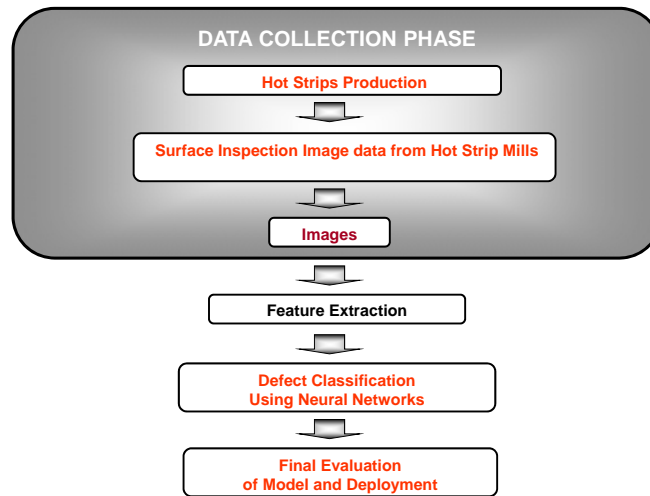 DATA COLLECTION PHASE
Hot Strips Production
Surface Inspection Image data from Hot Strip Mills
Images
Feature Extraction
Defect Classification
Using Neural Networks
Final Evaluation
of Model and Deployment